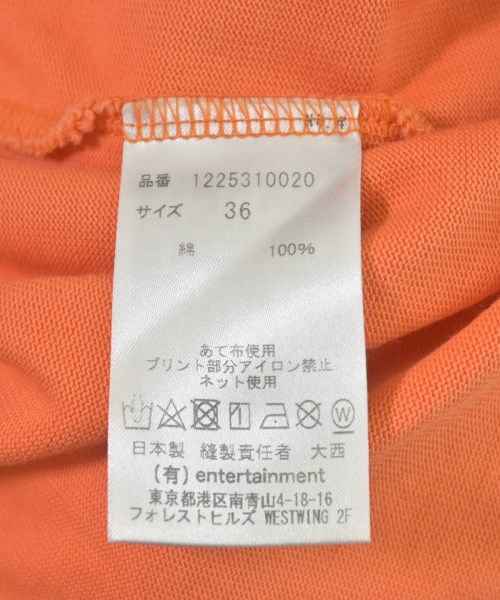 品番 1225310020
サイズ 36
綿 100%
あて布使用
プリント部分アイロン禁止
ネット使用
W
日本製 縫製責任者 大西
(有) entertainment
東京都港区南青山4-18-16
フォレストヒルズ WESTWING 2F